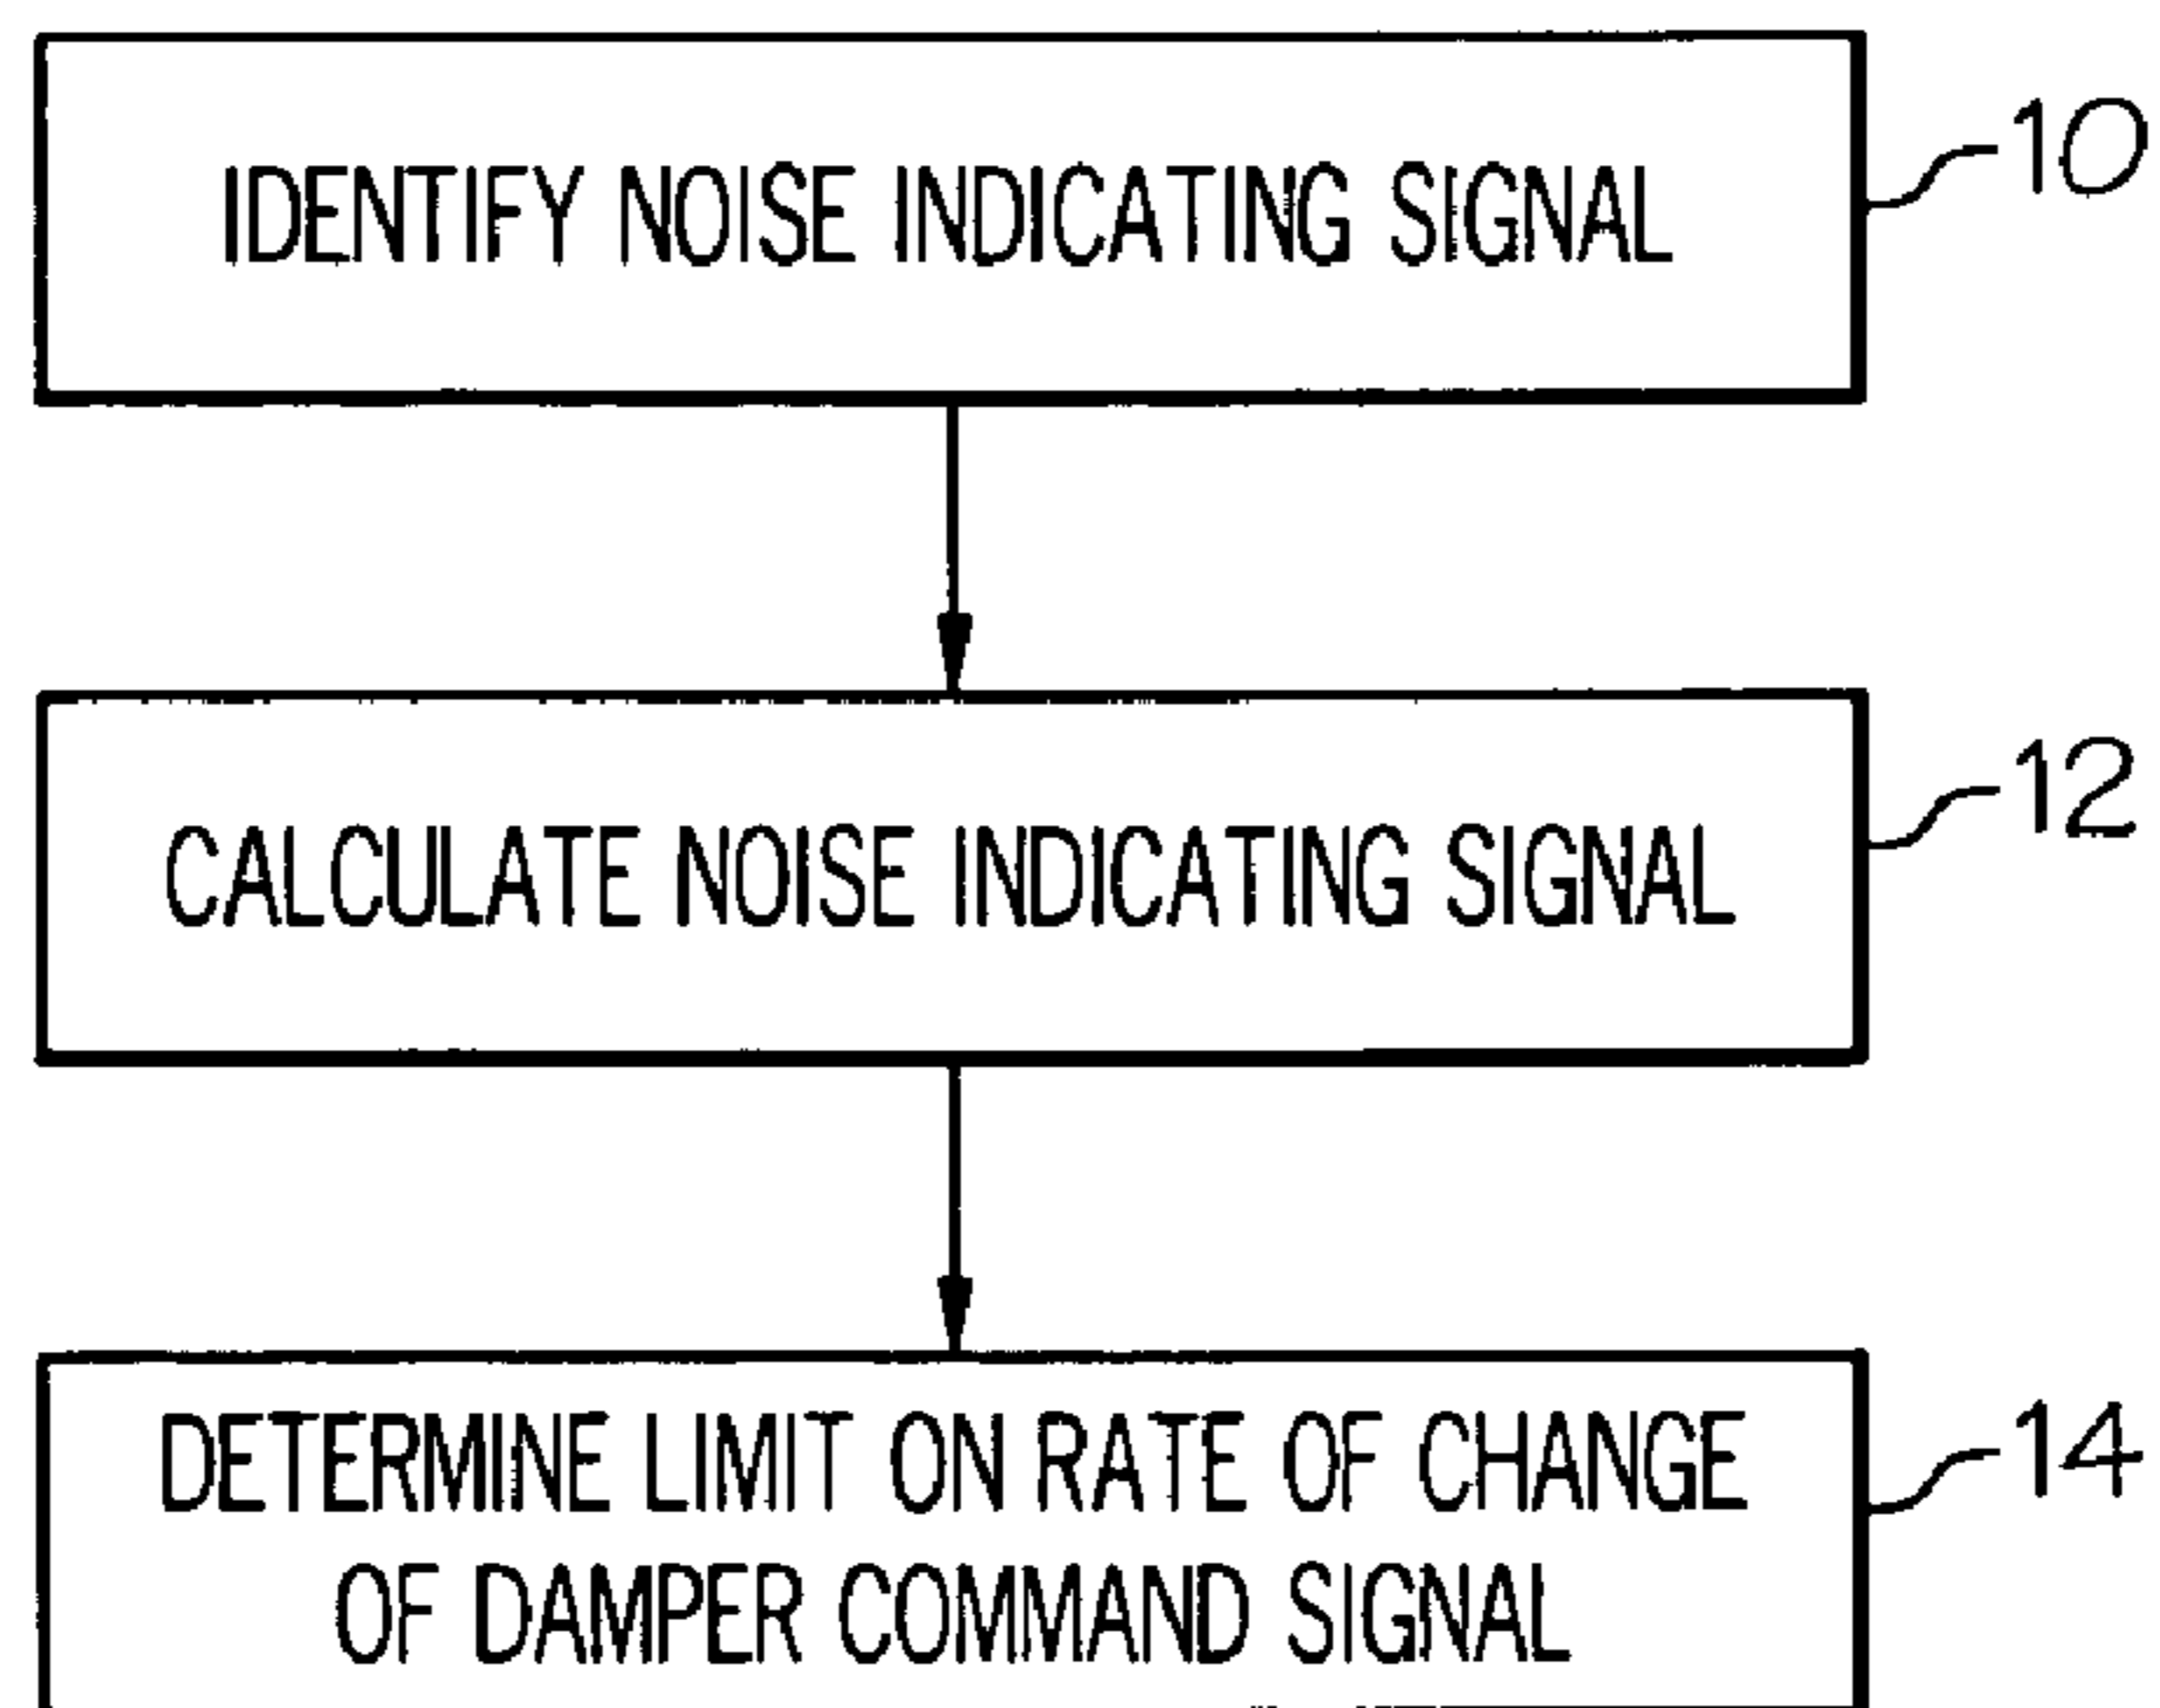 IDENTIFY NOISE INDICATING SIGNAL
10
CALCULATE NOISE INDICATING SIGNAL
12
DETERMINE LIMIT ON RATE OF CHANGE
OF DAMPER COMMAND SIGNAL
14